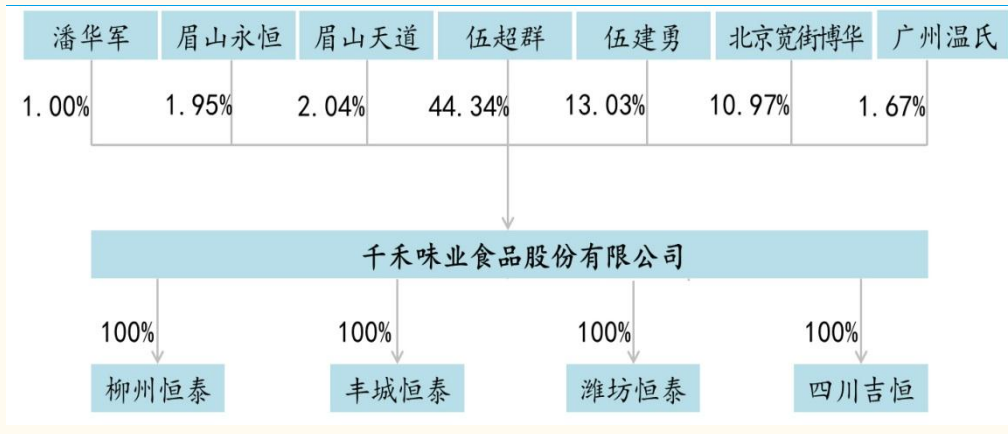 潘华军 眉山永恒 眉山天道 伍超群 伍建勇 北京宽街博华 广州温氏
1.00% 1.95% 2.04% 44.34% 13.03% 10.97% 1.67%
千禾味业食品股份有限公司
100% 100% 100% 100%
柳州恒泰 丰城恒泰 潍坊恒泰 四川吉恒